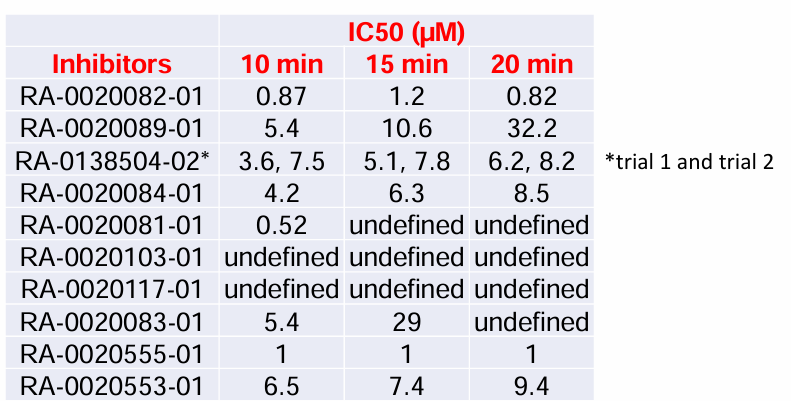 IC50 (µM)
Inhibitors 10 min 15 min 20 min
RA-0020082-01 0.87 1.2 0.82
RA-0020089-01 5.4 10.6 32.2
RA-0138504-02* 3.6, 7.5 5.1, 7.8 6.2, 8.2 *trial 1 and trial 2
RA-0020084-01 4.2 6.3 8.5
RA-0020081-01 0.52 undefined undefined
RA-0020103-01 undefined undefined undefined
RA-0020117-01 undefined undefined undefined
RA-0020083-01 5.4 29 undefined
RA-0020555-01 1 1 1
RA-0020553-01 6.5 7.4 9.4